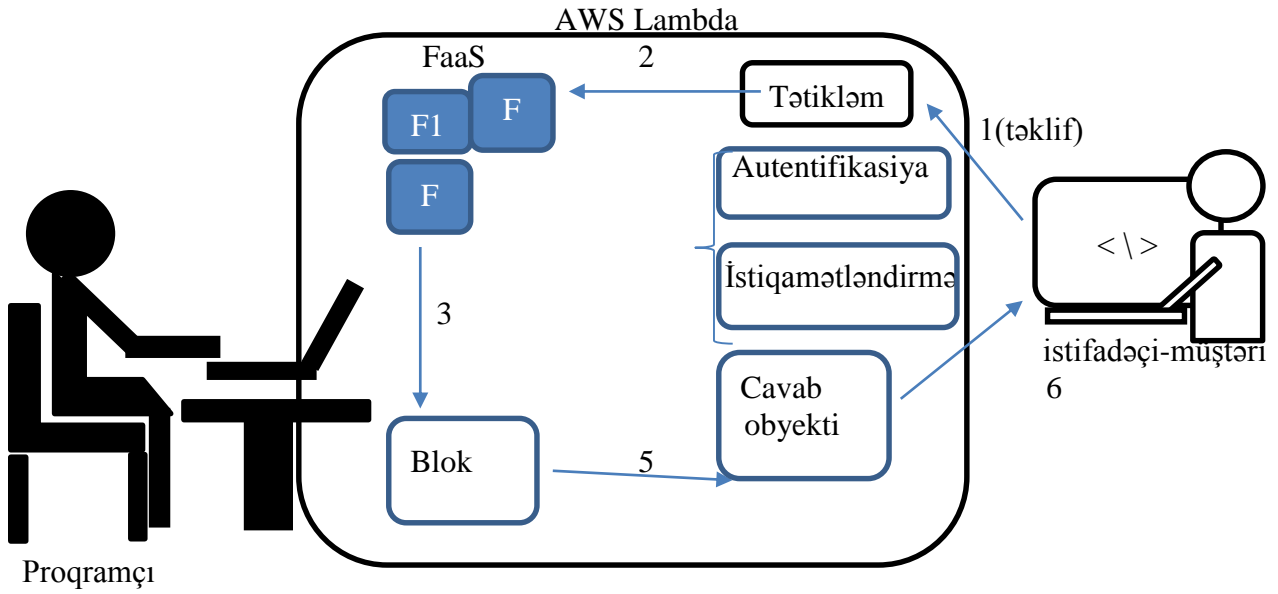 AWS Lambda
FaaS
2
Tətikləm
F1
F
F
1(təklif)
Autentifikasiya
<\>
İstiqamətləndirmə
3
istifadəçi-müştəri
6
Cavab
obyekti
Blok
5
Proqramçı